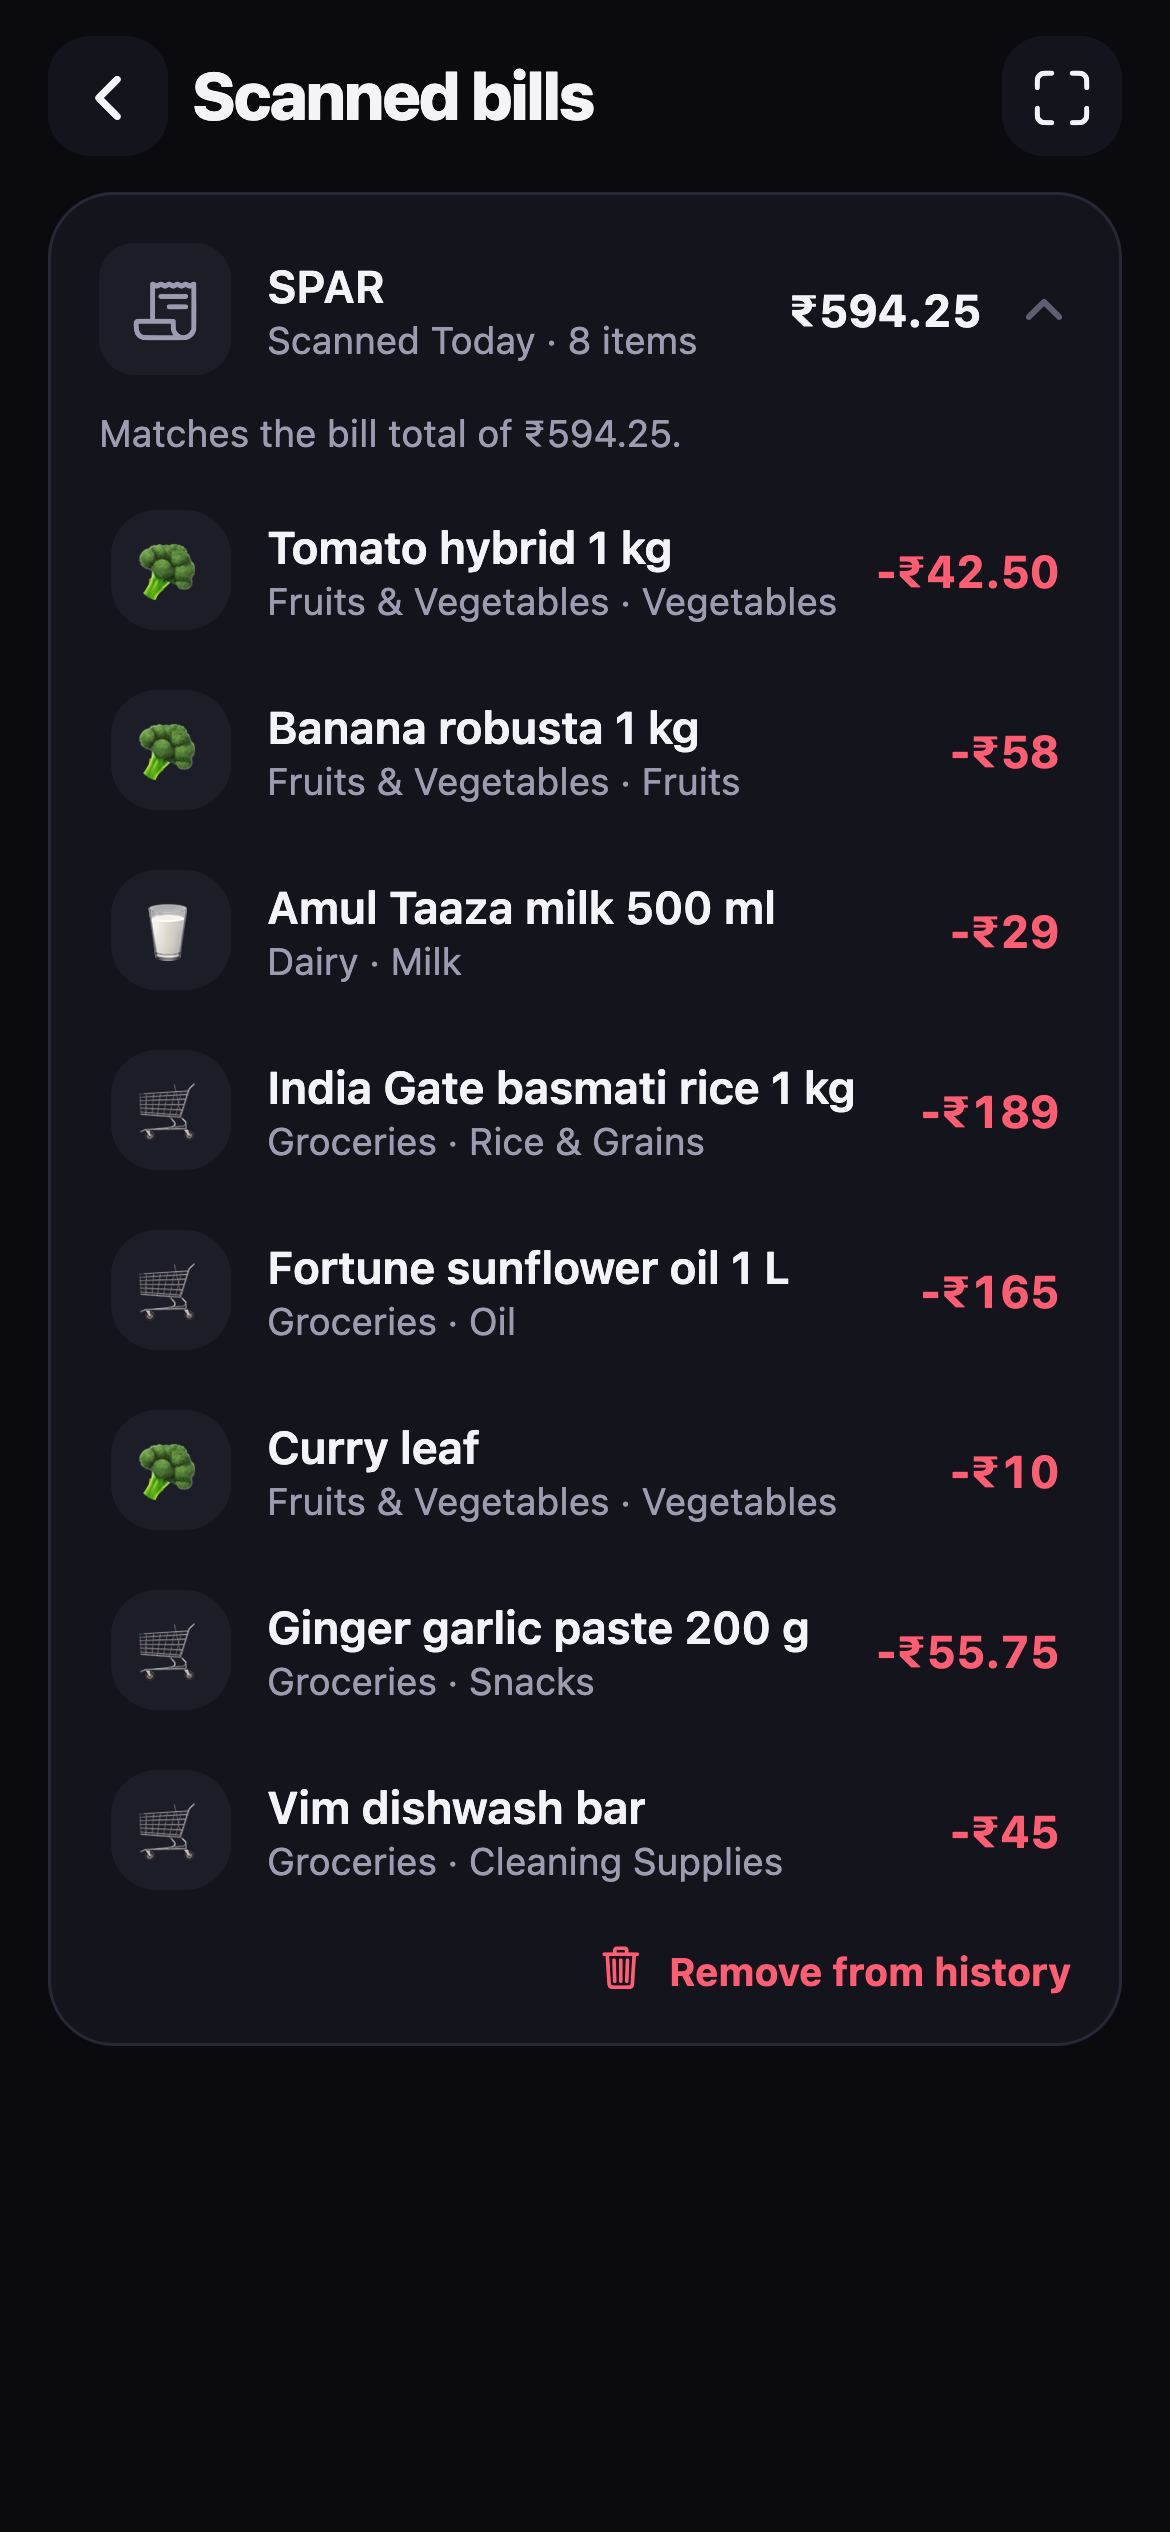 Scanned bills
SPAR
Scanned Today · 8 items
₹594.25
Matches the bill total of ₹594.25.
Tomato hybrid 1 kg
Fruits & Vegetables · Vegetables
-₹42.50
Banana robusta 1 kg
Fruits & Vegetables · Fruits
-₹58
Amul Taaza milk 500 ml
Dairy · Milk
-₹29
India Gate basmati rice 1 kg
Groceries · Rice & Grains
-₹189
Fortune sunflower oil 1 L
Groceries · Oil
-₹165
Curry leaf
Fruits & Vegetables · Vegetables
-₹10
Ginger garlic paste 200 g
Groceries · Snacks
-₹55.75
Vim dishwash bar
Groceries · Cleaning Supplies
-₹45
Remove from history